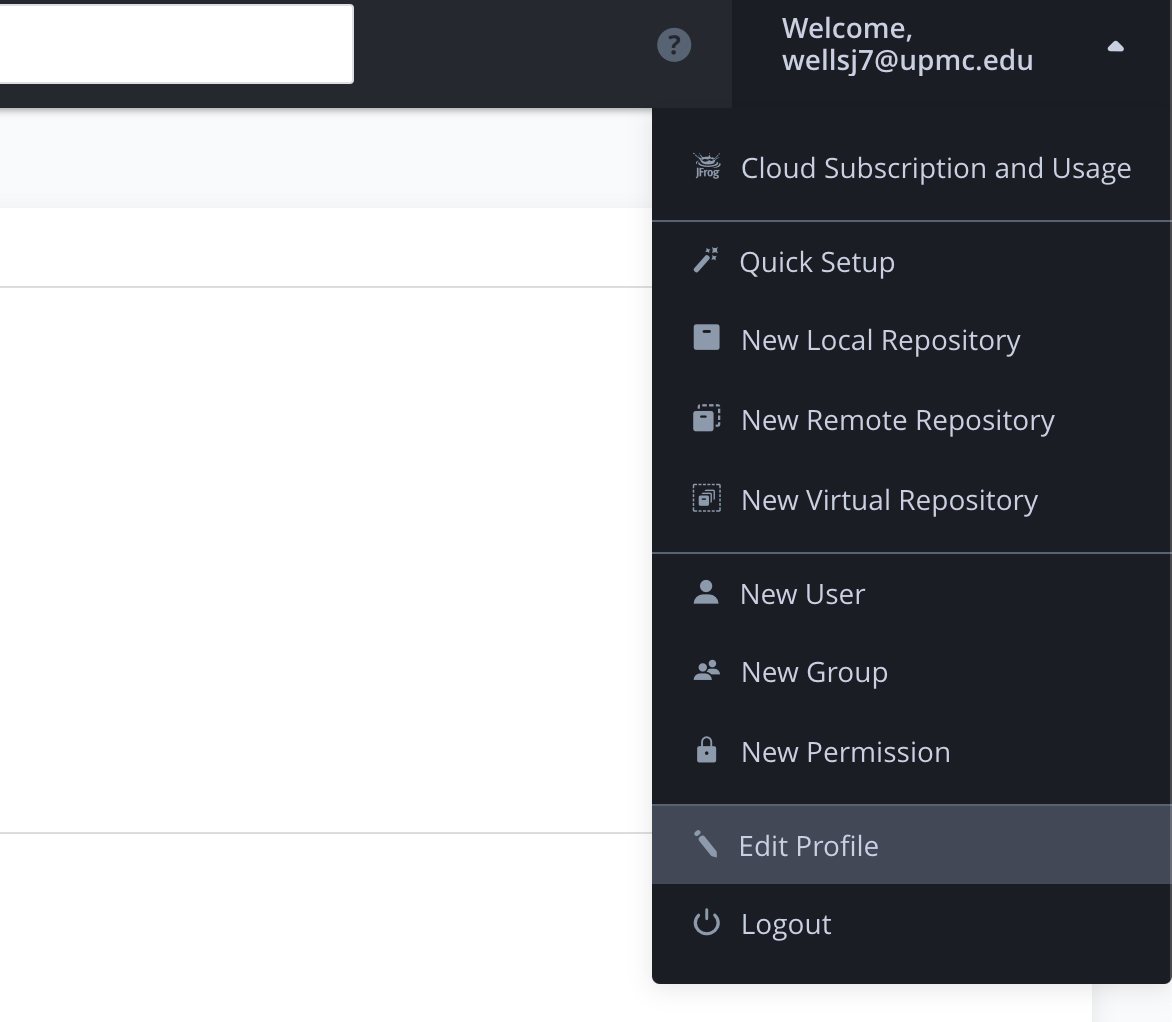 ?
Welcome,
wellsj7@upmc.edu
JFrog
Cloud Subscription and Usage
Quick Setup
New Local Repository
New Remote Repository
New Virtual Repository
New User
New Group
New Permission
Edit Profile
Logout